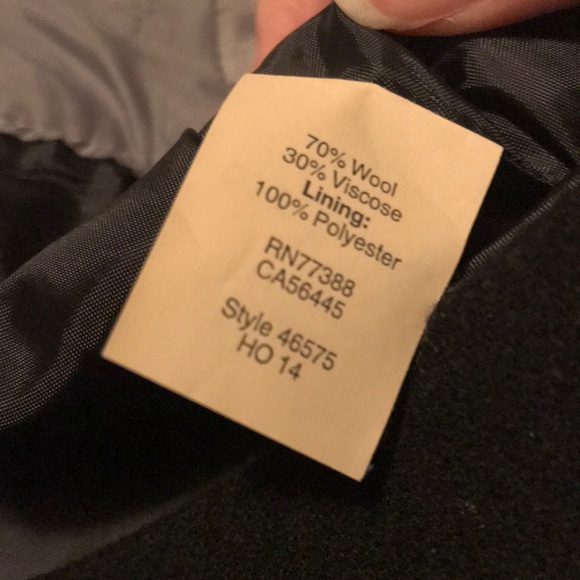 70% Wool
30% Viscose
Lining:
100% Polyester
RN77388
CA56445
Style 46575
HO 14